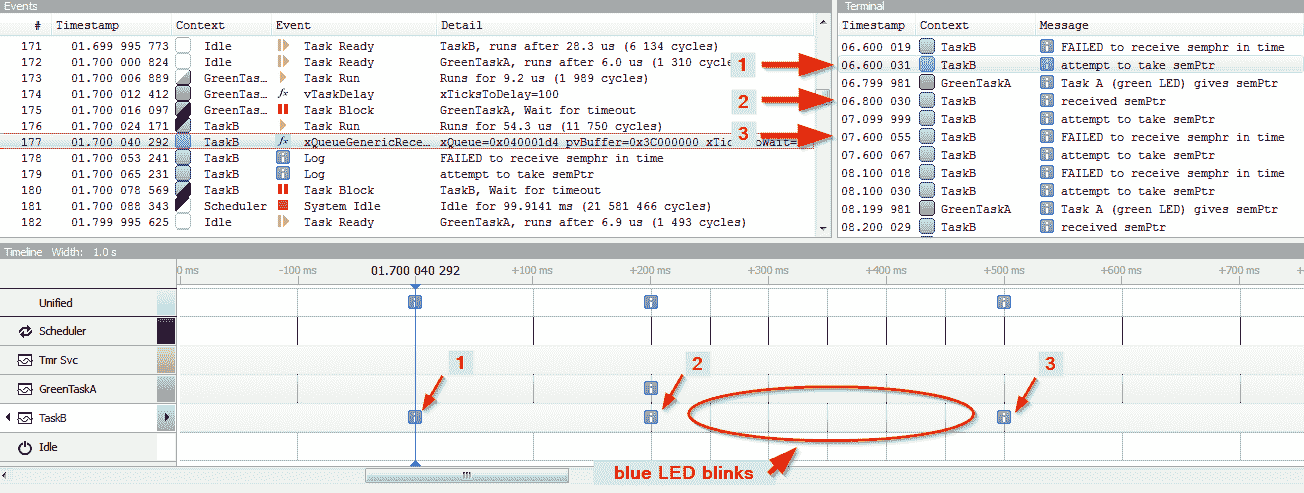 Events
# Timestamp Context Event Detail
171 01.699 995 773 Idle Task Ready TaskB, runs after 28.3 us (6 134 cycles)
172 01.700 000 824 Idle Task Ready GreenTaskA, runs after 6.0 us (1 310 cycles
173 01.700 006 889 GreenTas... Task Run Runs for 9.2 us (1 989 cycles)
174 01.700 012 412 GreenTas... fx vTaskDelay xTicksToDelay=100
175 01.700 016 097 GreenTas... Task Block GreenTaskA, Wait for timeout
176 01.700 024 171 TaskB Task Run Runs for 54.3 us (11 750 cycles)
177 01.700 040 292 TaskB fx xQueueGenericRece... xQueue=0x040001d4 pvBuffer=0x3C000000
178 01.700 053 241 TaskB Log FAILED to receive semphr in time
179 01.700 065 231 TaskB Log attempt to take semPtr
180 01.700 078 569 TaskB Task Block TaskB, Wait for timeout
181 01.700 088 343 Scheduler System Idle Idle for 99.9141 ms (21 581 466 cycles)
182 01.799 995 625 Idle Task Ready GreenTaskA, runs after 6.9 us (1 493 cycles)
Terminal
Timestamp Context Message
06.600 019 TaskB FAILED to receive semphr in time
1 06.600 031 TaskB attempt to take semPtr
06.799 981 GreenTaskA Task A (green LED) gives semPtr
2 06.800 030 TaskB received semPtr
07.099 999 TaskB attempt to take semPtr
3 07.600 055 TaskB FAILED to receive semphr in time
07.600 067 TaskB attempt to take semPtr
08.100 018 TaskB FAILED to receive semphr in time
08.100 030 TaskB attempt to take semPtr
08.199 981 GreenTaskA Task A (green LED) gives semPtr
08.200 029 TaskB received semPtr
Timeline Width: 1.0 s
0 ms -100 ms 01.700 040 292 +100 ms +200 ms +300 ms +400 ms +500 ms +600 ms +700 ms
Unified
Scheduler
Tmr Svc
1 2 3
GreenTaskA
TaskB
Idle
blue LED blinks